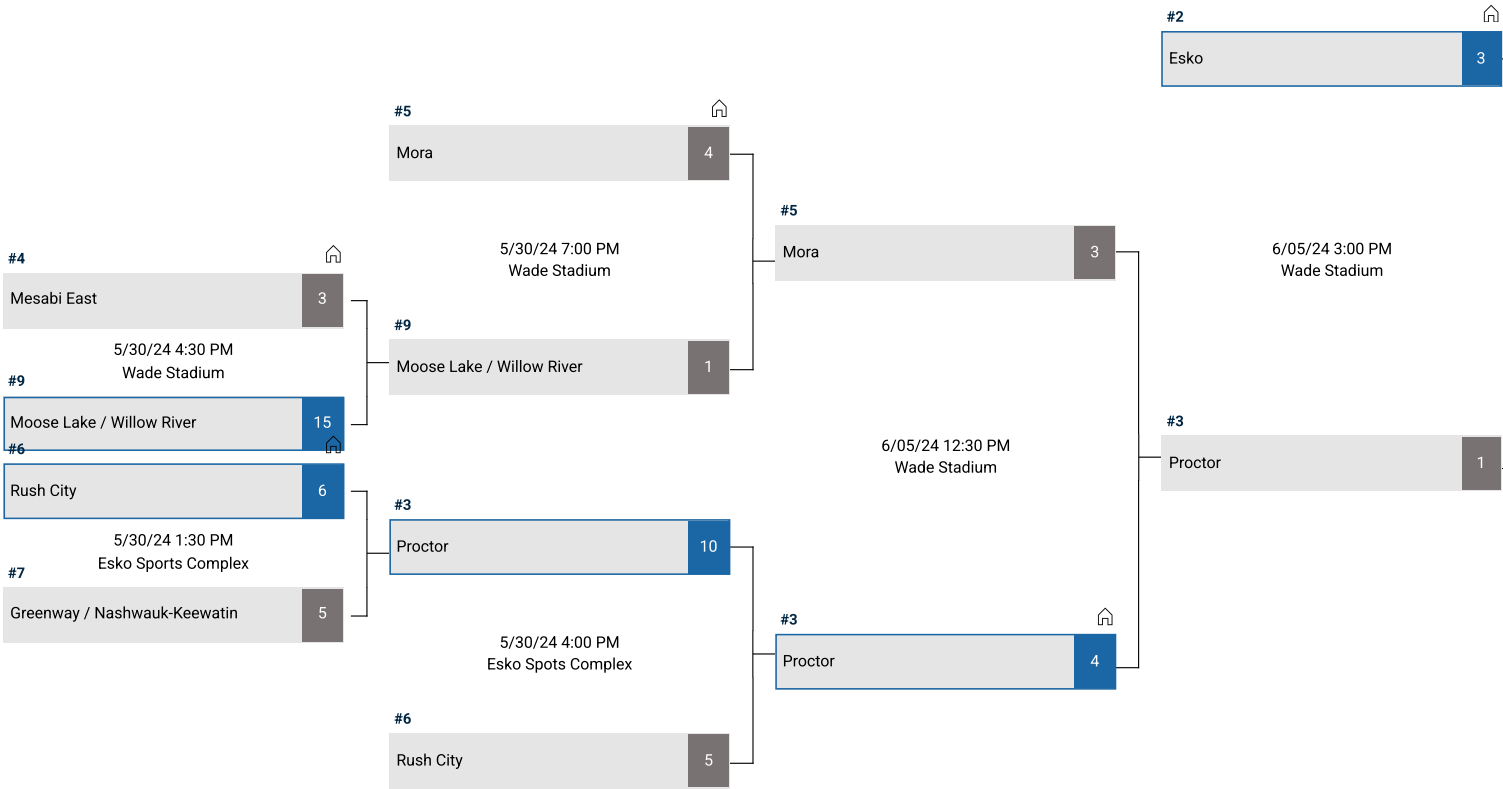 #4
Mesabi East
3
5/30/24 4:30 PM
Wade Stadium
#9
Moose Lake / Willow River
15
#6
Rush City
6
5/30/24 1:30 PM
Esko Sports Complex
#7
Greenway / Nashwauk-Keewatin
5
#5
Mora
4
5/30/24 7:00 PM
Wade Stadium
#9
Moose Lake / Willow River
1
#3
Proctor
10
5/30/24 4:00 PM
Esko Spots Complex
#6
Rush City
5
#5
Mora
3
6/05/24 12:30 PM
Wade Stadium
#3
Proctor
4
#2
Esko
3
6/05/24 3:00 PM
Wade Stadium
#3
Proctor
1